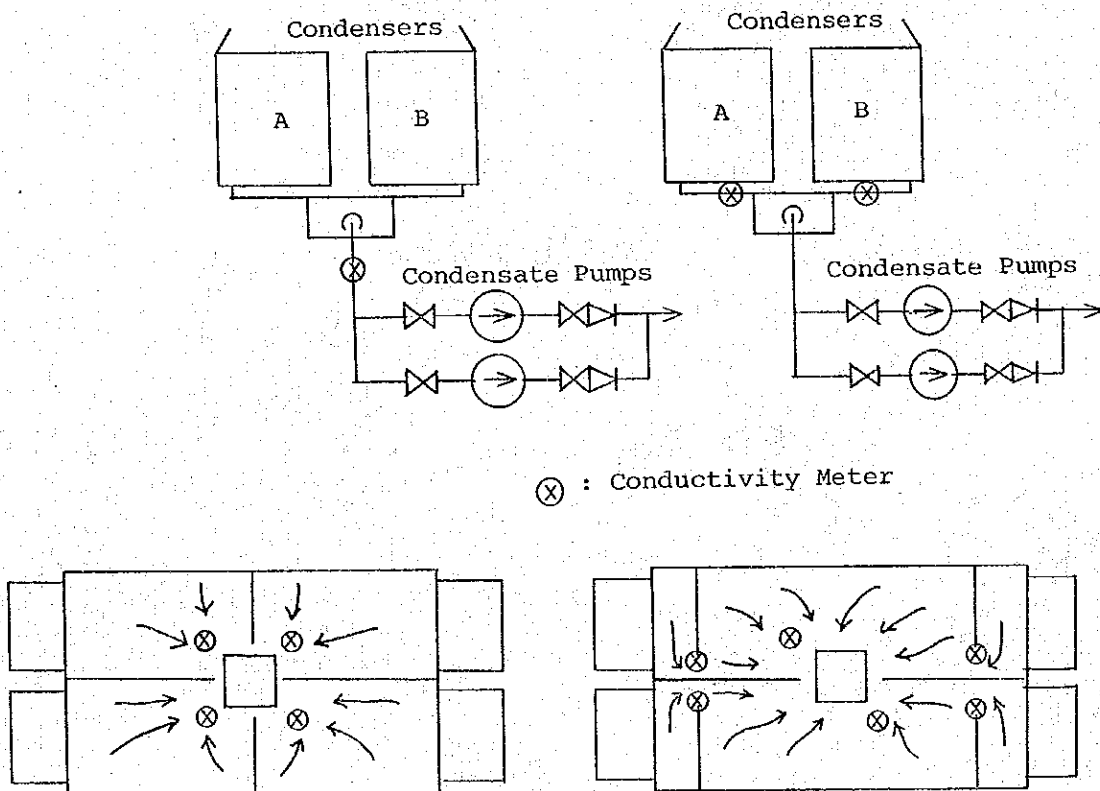 Condensers
A B
Condensate Pumps
Condensers
A B
Condensate Pumps
: Conductivity Meter